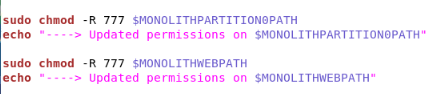 sudo chmod -R 777 $MONOLITHPARTITION0PATH
echo "----> Updated permissions on $MONOLITHPARTITION0PATH"
sudo chmod -R 777 $MONOLITHWEBPATH
echo "----> Updated permissions on $MONOLITHWEBPATH"